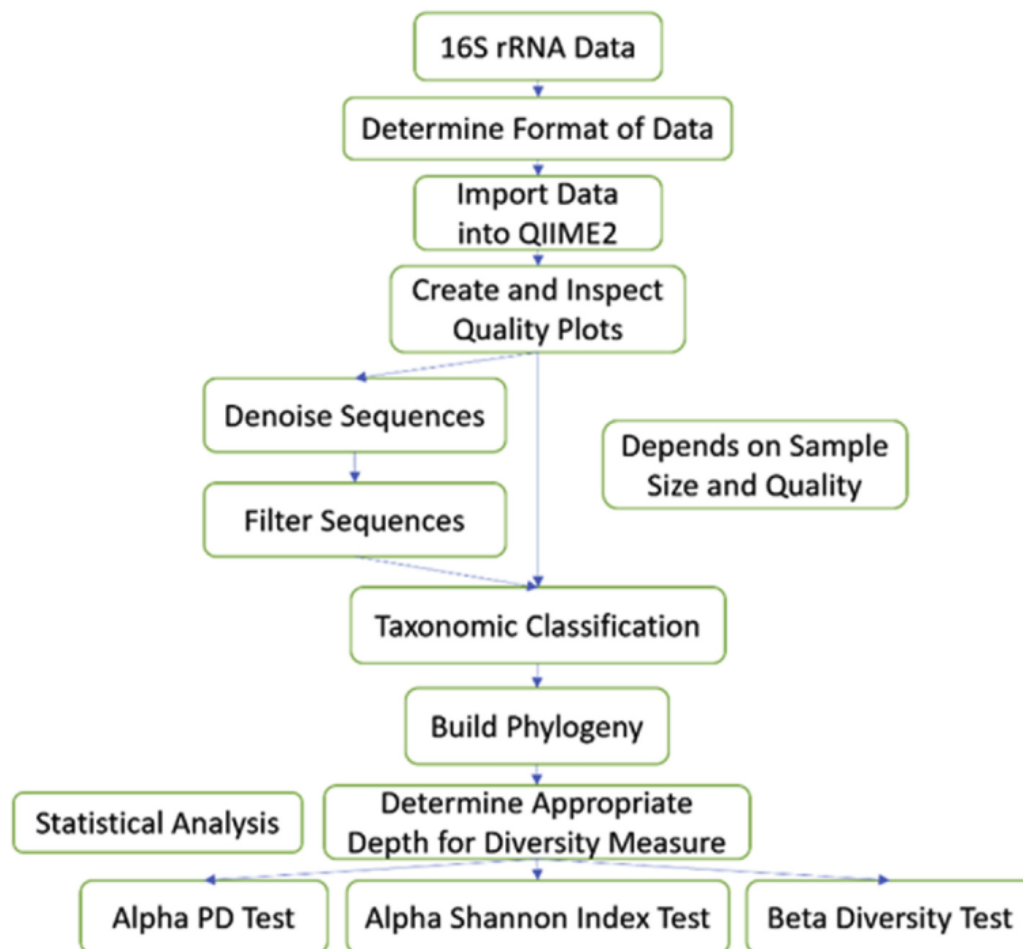 16S rRNA Data
Determine Format of Data
Import Data
into QIIME2
Create and Inspect
Quality Plots
Denoise Sequences
Depends on Sample
Size and Quality
Filter Sequences
Taxonomic Classification
Build Phylogeny
Statistical Analysis
Determine Appropriate
Depth for Diversity Measure
Alpha PD Test
Alpha Shannon Index Test
Beta Diversity Test